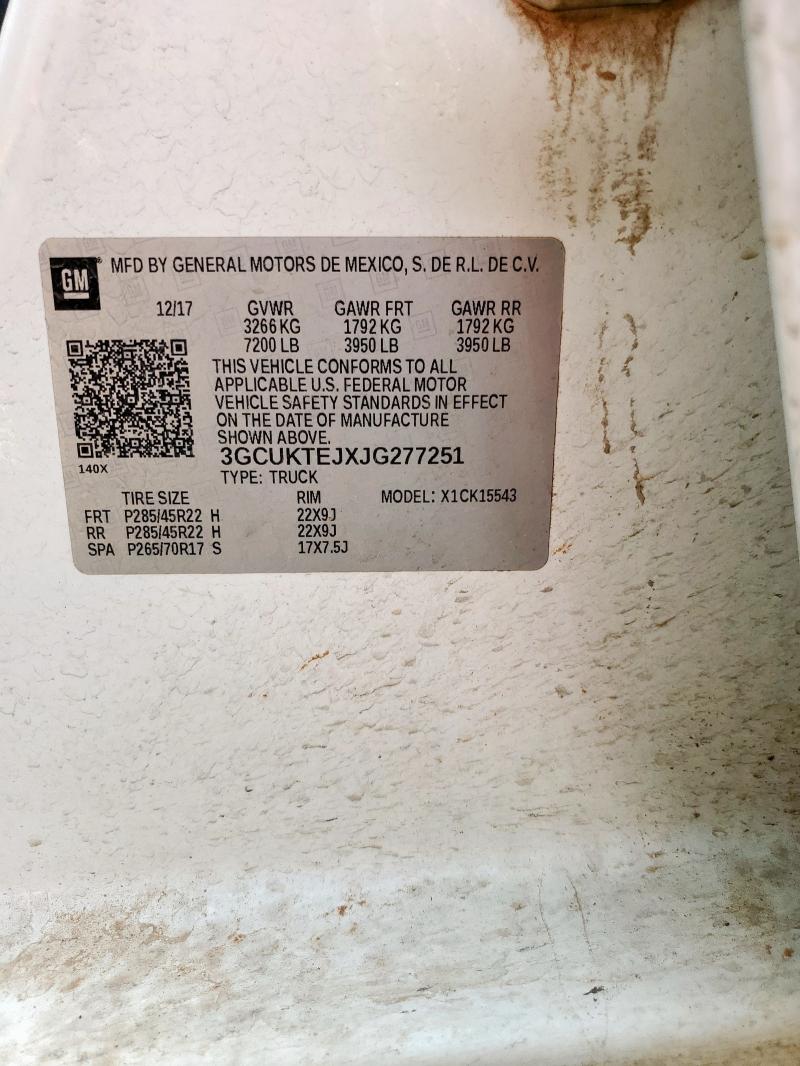 GM® MFD BY GENERAL MOTORS DE MEXICO, S. DE R.L. DE C.V.
12/17 GVWR GAWR FRT GAWR RR
3266 KG 1792 KG 1792 KG
7200 LB 3950 LB 3950 LB
THIS VEHICLE CONFORMS TO ALL
APPLICABLE U.S. FEDERAL MOTOR
VEHICLE SAFETY STANDARDS IN EFFECT
ON THE DATE OF MANUFACTURE
SHOWN ABOVE.
140X
3GCUKTEJXJG277251
TYPE: TRUCK
TIRE SIZE RIM MODEL: X1CK15543
FRT P285/45R22 H 22X9J
RR P285/45R22 H 22X9J
SPA P265/70R17 S 17X7.5J